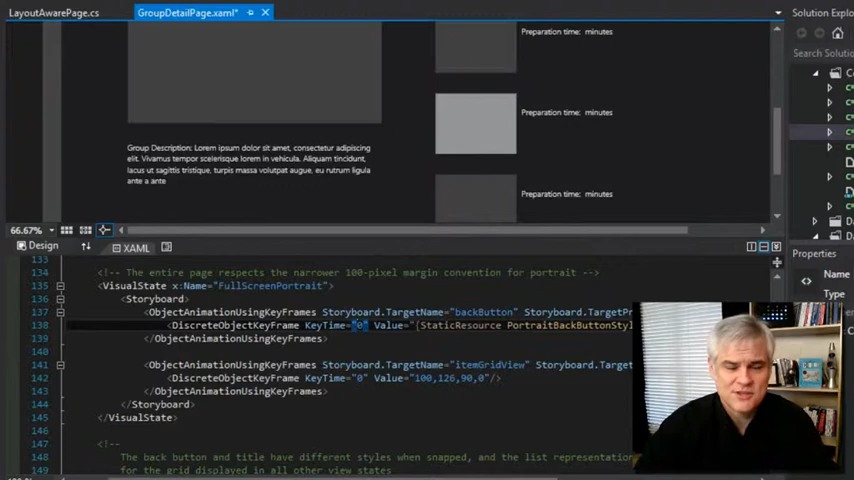 LayoutAwarePage.cs
GroupDetailPage.xaml*
Solution Explo
Search Solution
Preparation time: minutes
Preparation time: minutes
Group Description: Lorem ipsum dolor sit amet, consectetur adipiscing
elit. Vivamus tempor scelerisque lorem in vehicula. Aliquam tincidunt,
lacus ut sagittis tristique, turpis massa volutpat augue, eu rutrum ligula
ante a ante
Preparation time: minutes
66.67%
Design
XAML
Properties
Name
Type
133
134 <!-- The entire page respects the narrower 100-pixel margin convention for portrait -->
135 <VisualState x:Name="FullScreenPortrait">
136 <Storyboard>
137 <ObjectAnimationUsingKeyFrames Storyboard.TargetName="backButton" Storyboard.TargetPr
138 <DiscreteObjectKeyFrame KeyTime="0" Value="{StaticResource PortraitBackButtonStyl
139 </ObjectAnimationUsingKeyFrames>
140
141 <ObjectAnimationUsingKeyFrames Storyboard.TargetName="itemGridView" Storyboard.Target
142 <DiscreteObjectKeyFrame KeyTime="0" Value="100,126,90,0"/>
143 </ObjectAnimationUsingKeyFrames>
144 </Storyboard>
145 </VisualState>
146
147 <!--
148 The back button and title have different styles when snapped, and the list representation
149 for the grid displayed in all other view states